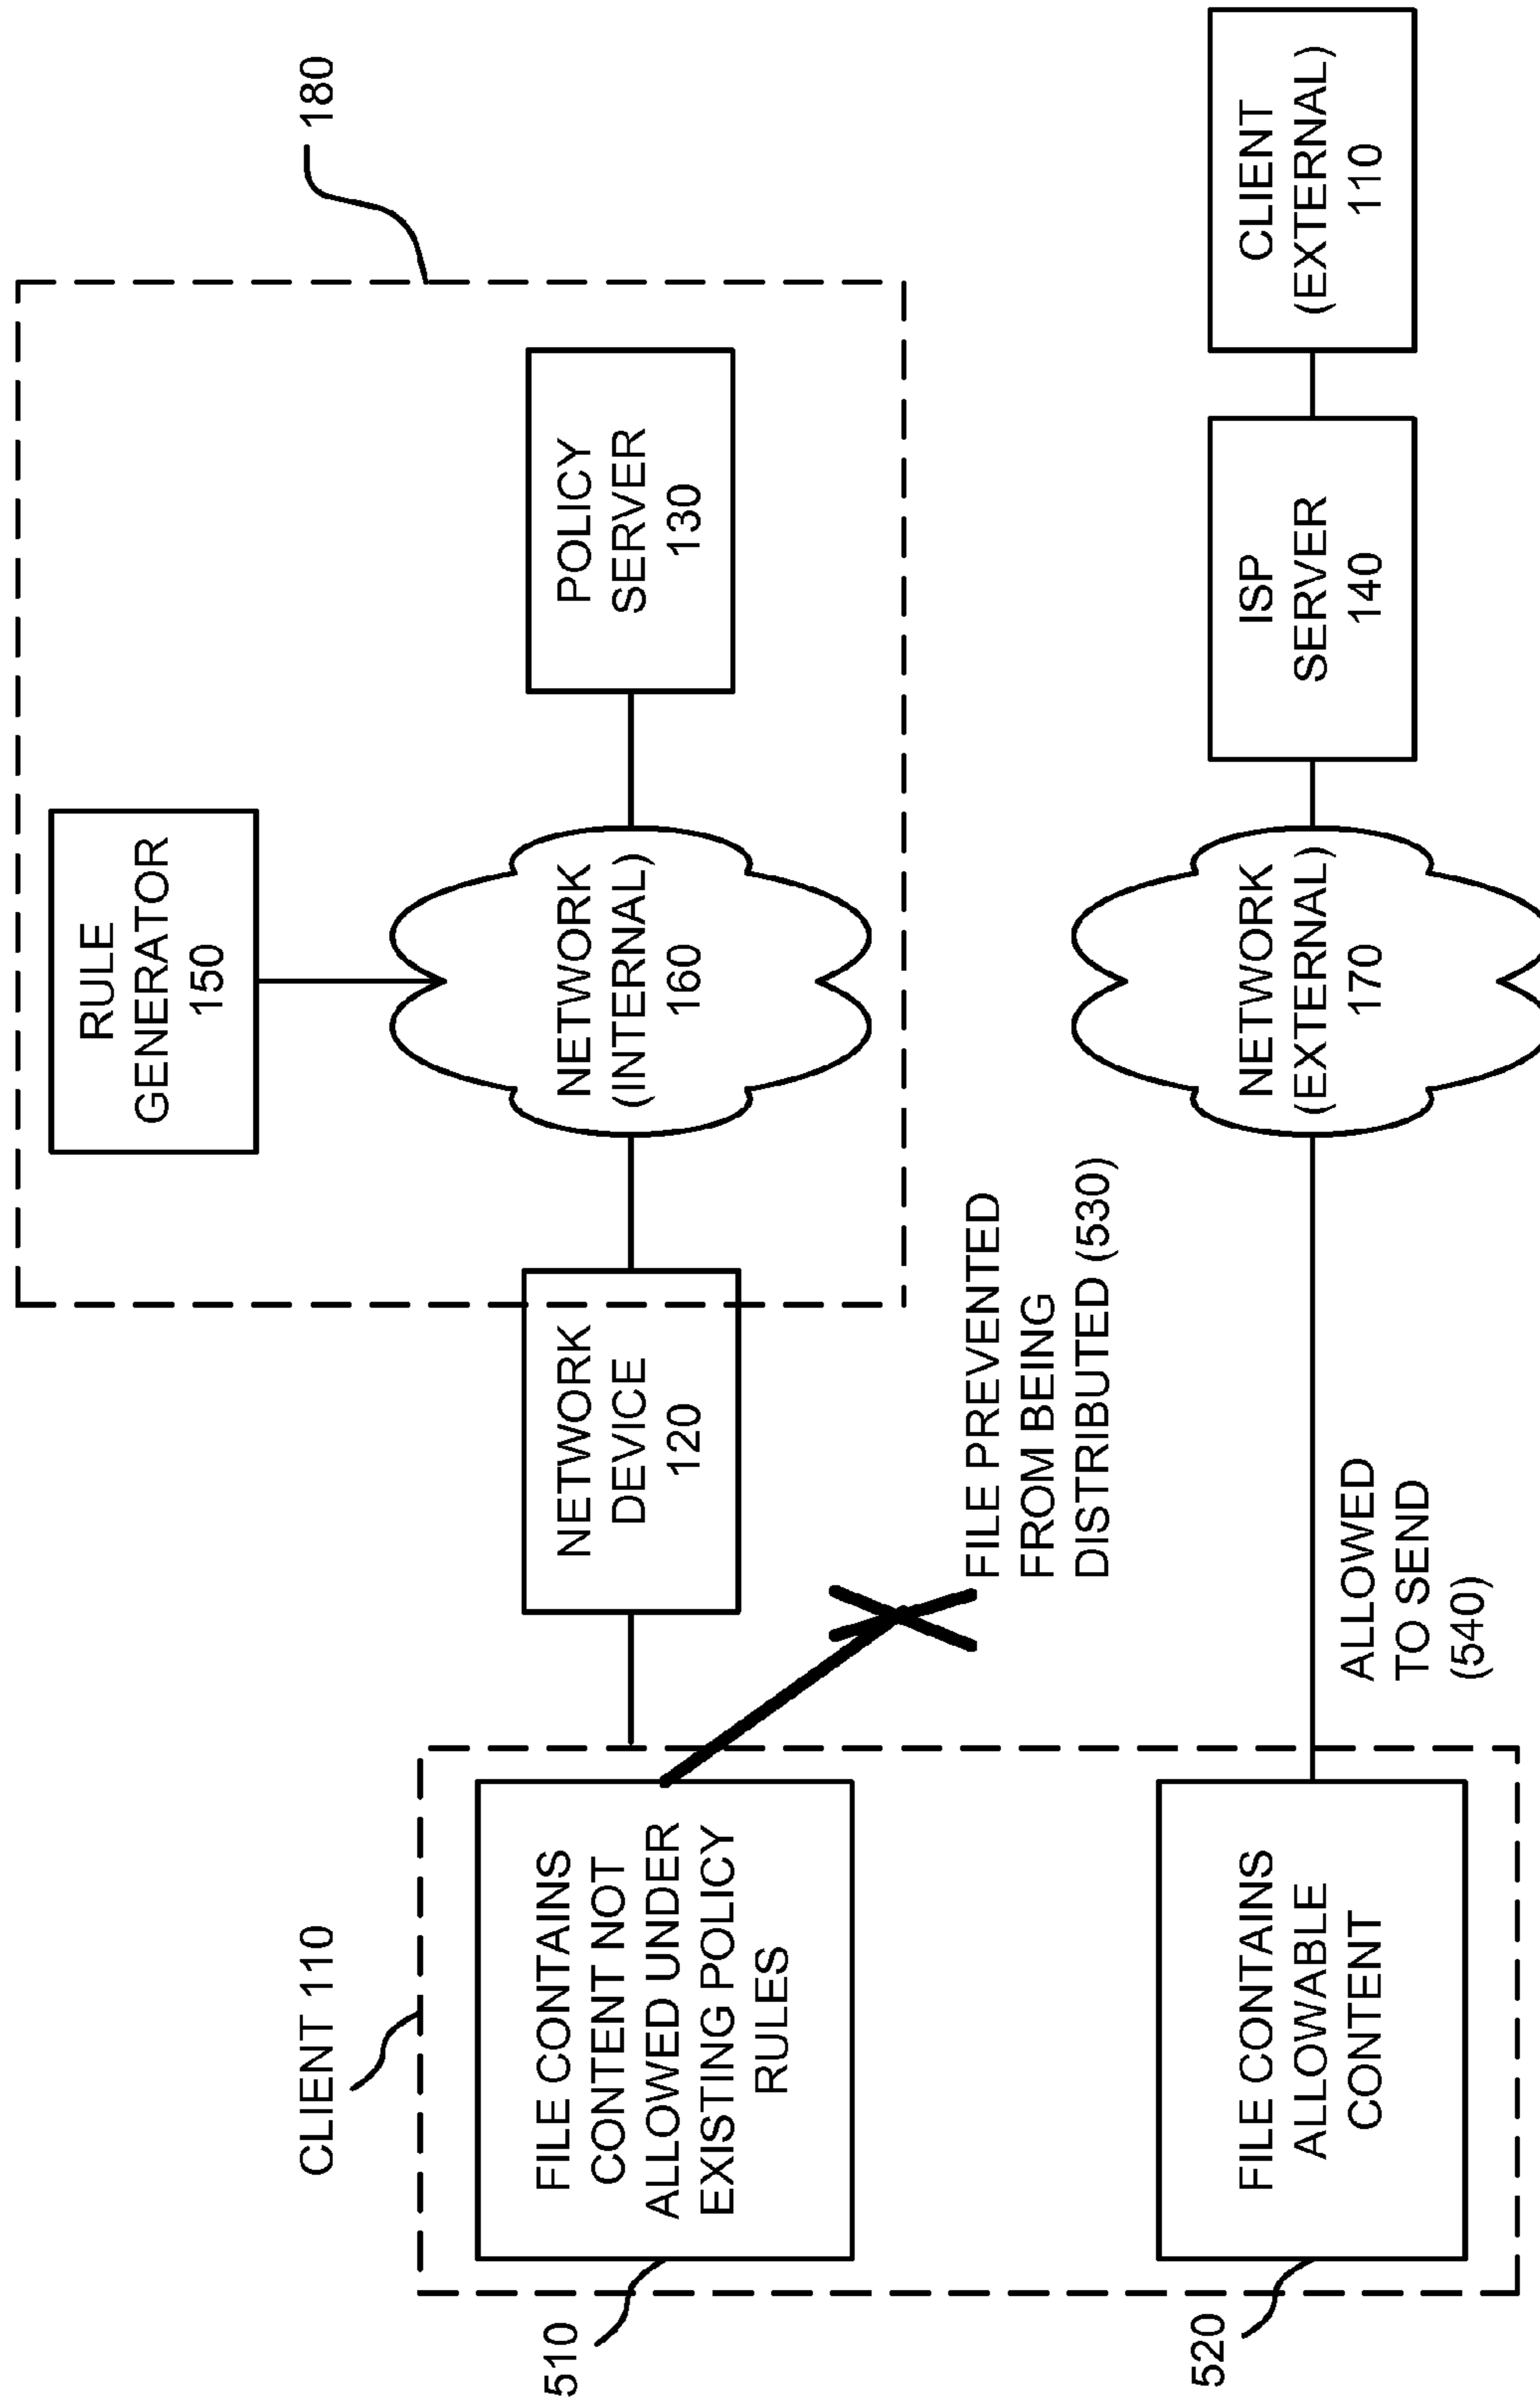 180
RULE
GENERATOR
150
CLIENT 110
510
FILE CONTAINS
CONTENT NOT
ALLOWED UNDER
EXISTING POLICY
RULES
NETWORK
DEVICE
120
NETWORK
(INTERNAL)
160
POLICY
SERVER
130
FILE PREVENTED
FROM BEING
DISTRIBUTED (530)
520
FILE CONTAINS
ALLOWABLE
CONTENT
ALLOWED
TO SEND
(540)
NETWORK
(EXTERNAL)
170
ISP
SERVER
140
CLIENT
(EXTERNAL)
110